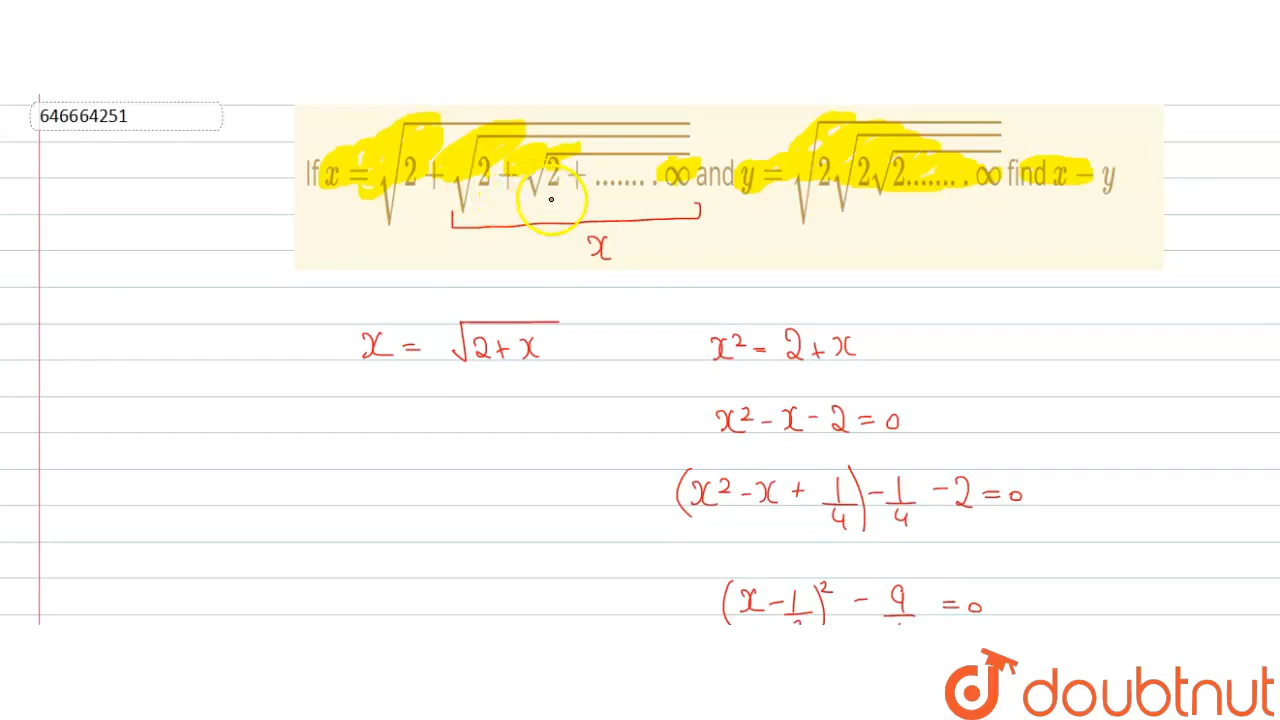 646664251
If x = √(2 + √(2 + √(2 + ....... . ∞ and y = √(2√(2√(2....... . ∞ find x − y
x
x = √(2 + x) x² = 2 + x
x² - x - 2 = 0
(x² - x + 1/4) - 1/4 - 2 = 0
(x - 1/2)² - 9/ = 0
doubtnut